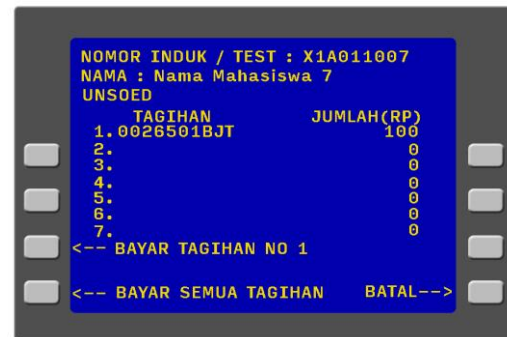 NOMOR INDUK / TEST : X1A011007
NAMA : Nama Mahasiswa 7
UNSOED
TAGIHAN JUMLAH(RP)
1.0026501BJT 100
2. 0
3. 0
4. 0
5. 0
6. 0
7. 0
<-- BAYAR TAGIHAN NO 1
<-- BAYAR SEMUA TAGIHAN BATAL-->